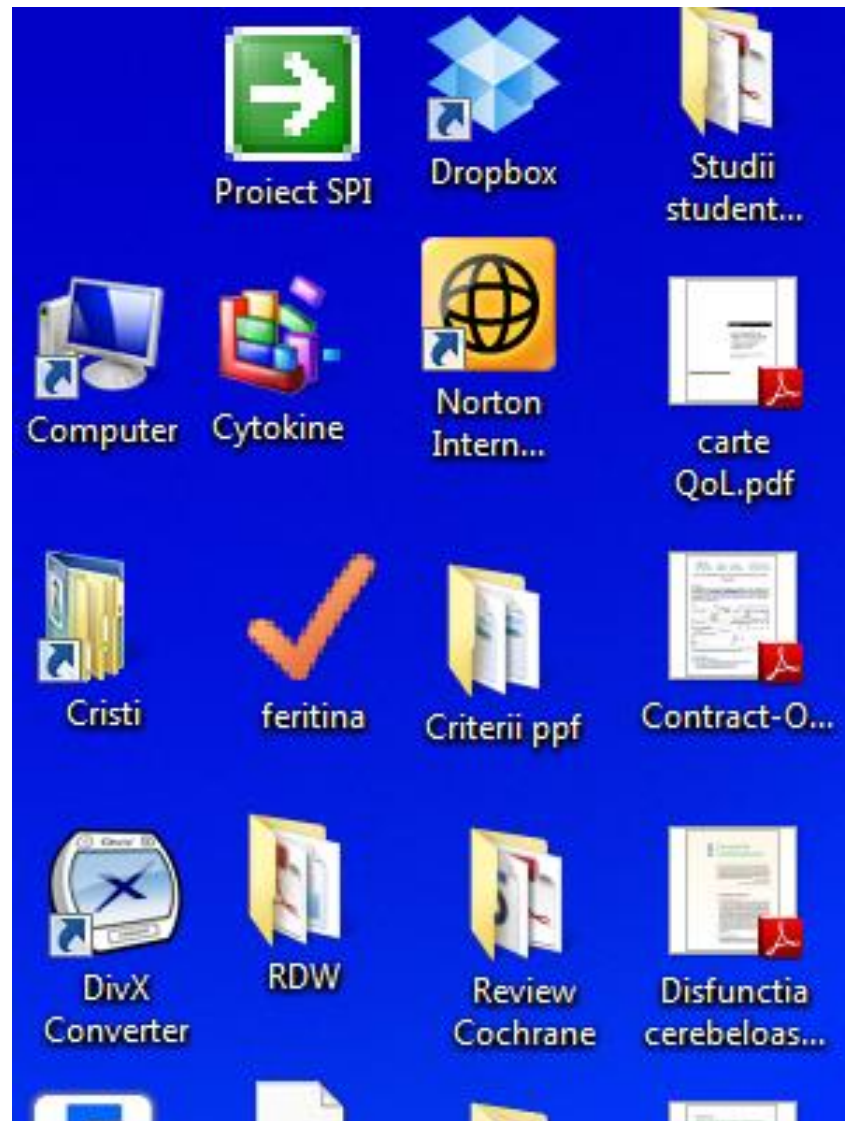 Proiect SPI
Dropbox
Studii
student...
Computer
Cytokine
Norton
Intern...
carte
QoL.pdf
Cristi
feritina
Criterii ppf
Contract-O...
DivX
Converter
RDW
Review
Cochrane
Disfunctia
cerebeloas...